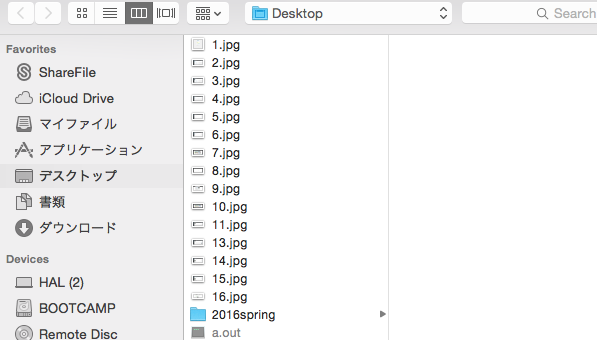 Desktop
Search
Favorites
ShareFile
iCloud Drive
マイファイル
アプリケーション
デスクトップ
書類
ダウンロード
Devices
HAL (2)
BOOTCAMP
Remote Disc
1.jpg
2.jpg
3.jpg
4.jpg
5.jpg
6.jpg
7.jpg
8.jpg
9.jpg
10.jpg
11.jpg
13.jpg
14.jpg
15.jpg
16.jpg
2016spring
a.out